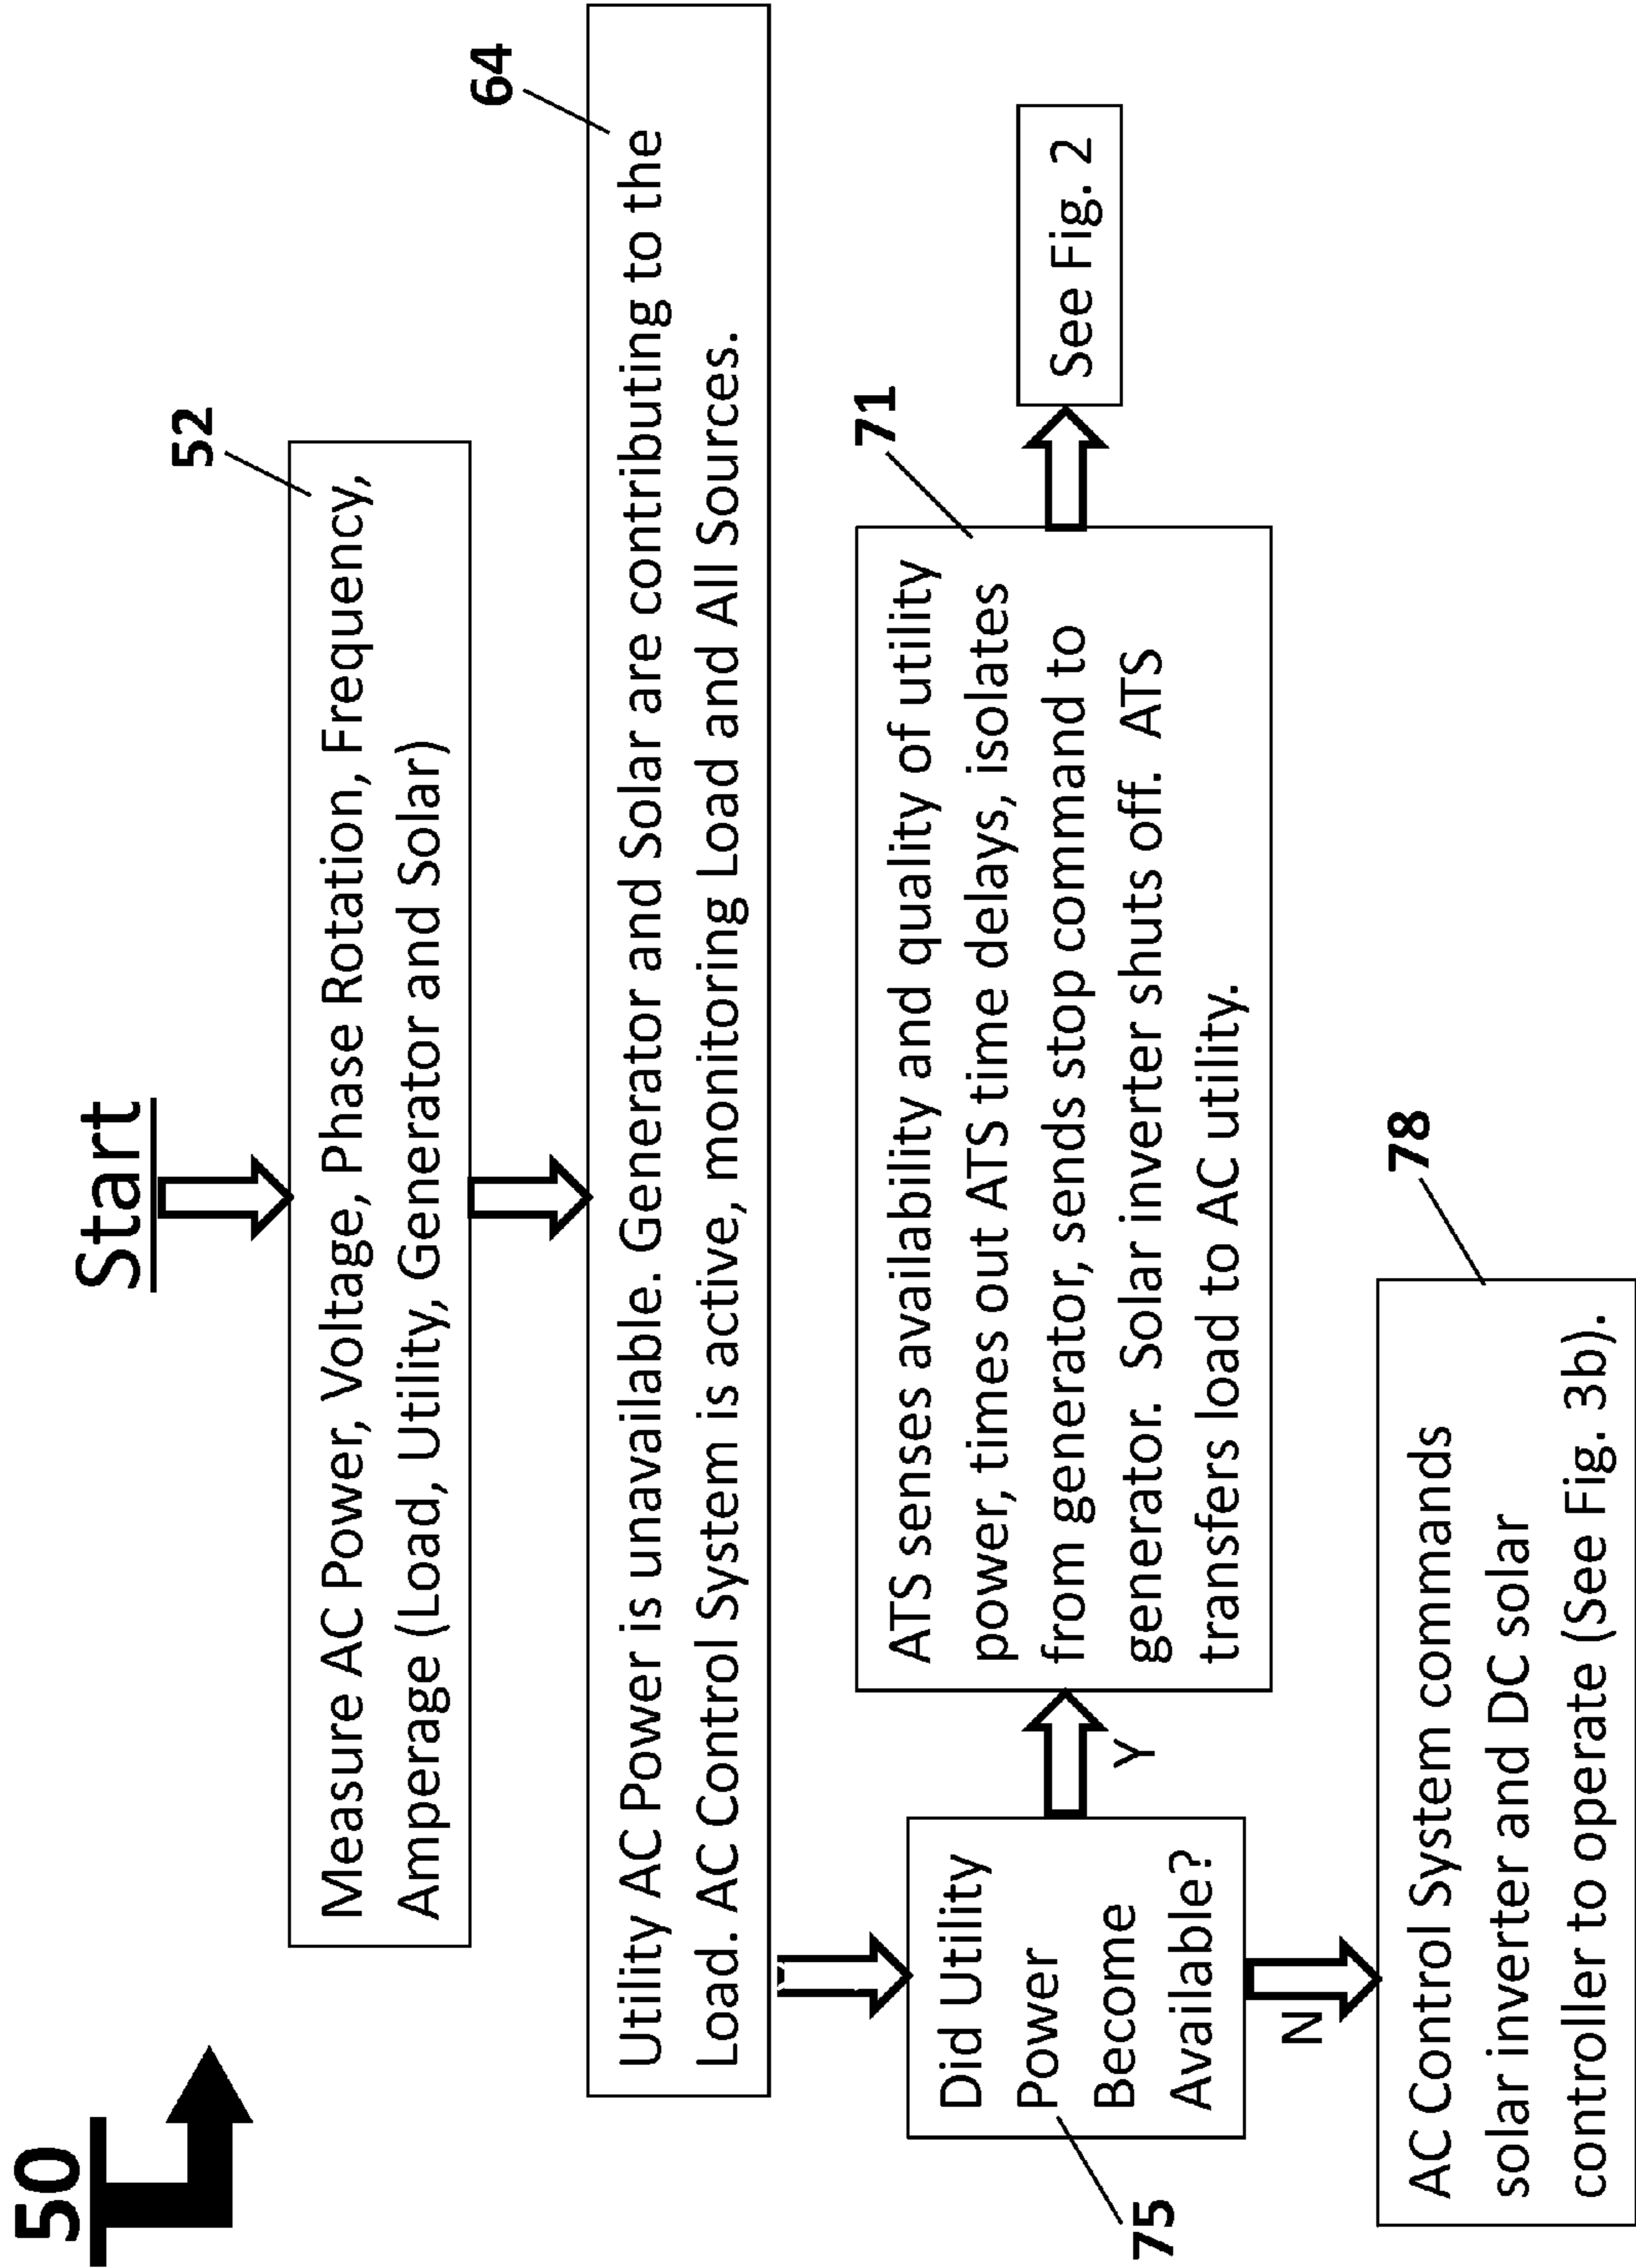 50
Start
52
Measure AC Power, Voltage, Phase Rotation, Frequency,
Amperage (Load, Utility, Generator and Solar)
64
Utility AC Power is unavailable. Generator and Solar are contributing to the
Load. AC Control System is active, monitoring Load and All Sources.
75
Did Utility
Power
Become
Available?
Y
71
ATS senses availability and quality of utility
power, times out ATS time delays, isolates
from generator, sends stop command to
generator. Solar inverter shuts off. ATS
transfers load to AC utility.
See Fig. 2
N
78
AC Control System commands
solar inverter and DC solar
controller to operate (See Fig. 3b).